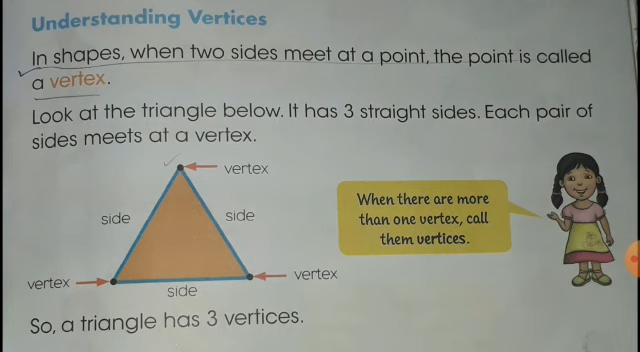 Understanding Vertices
In shapes, when two sides meet at a point, the point is called
a vertex.
Look at the triangle below. It has 3 straight sides. Each pair of
sides meets at a vertex.
vertex
side
side
When there are more
than one vertex, call
them vertices.
vertex
vertex
side
So, a triangle has 3 vertices.